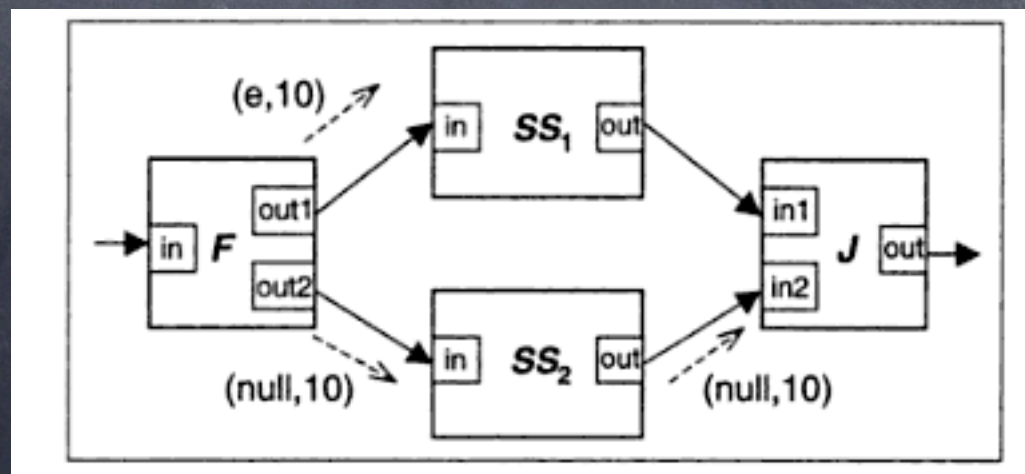 (e,10)
in
SS1
out
out1
in
F
out2
in1
J
out
in2
in
SS2
out
(null,10)
(null,10)